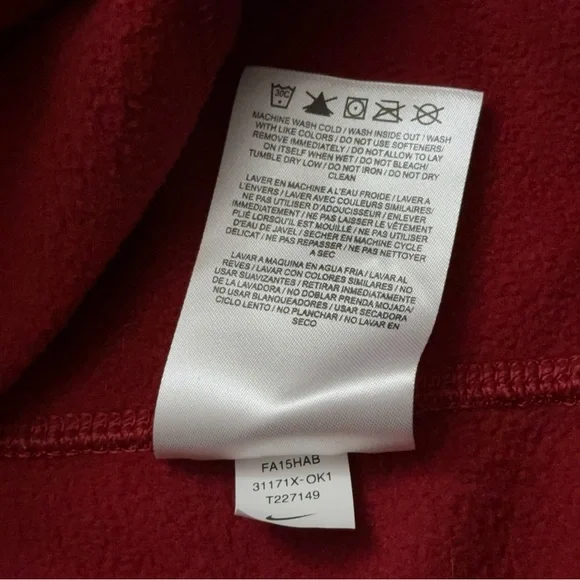 30C
MACHINE WASH COLD / WASH INSIDE OUT / WASH
WITH LIKE COLORS / DO NOT USE SOFTENERS/
REMOVE IMMEDIATELY / DO NOT ALLOW TO LAY
ON ITSELF WHEN WET / DO NOT BLEACH/
TUMBLE DRY LOW / DO NOT IRON / DO NOT DRY
CLEAN
LAVER EN MACHINE A L'EAU FROIDE / LAVER A
L'ENVERS / LAVER AVEC COULEURS SIMILAIRES/
NE PAS UTILISER D'ADOUCISSEUR / ENLEVER
IMMEDIATEMENT / NE PAS LAISSER LE VÊTEMENT
PLIÉ LORSQU'IL EST MOUILLÉ / NE PAS UTILISER
D'EAU DE JAVEL / SECHER EN MACHINE CYCLE
DELICAT / NE PAS REPASSER / NE PAS NETTOYER
A SEC
LAVAR A MAQUINA EN AGUA FRIA / LAVAR AL
REVES / LAVAR CON COLORES SIMILARES / NO
USAR SUAVIZANTES / RETIRAR INMEDIATAMENTE
DE LA LAVADORA / NO DOBLAR PRENDA MOJADA/
NO USAR BLANQUEADORES / USAR SECADORA
CICLO LENTO / NO PLANCHAR / NO LAVAR EN
SECO
FA15HAB
31171X-OK1
T227149